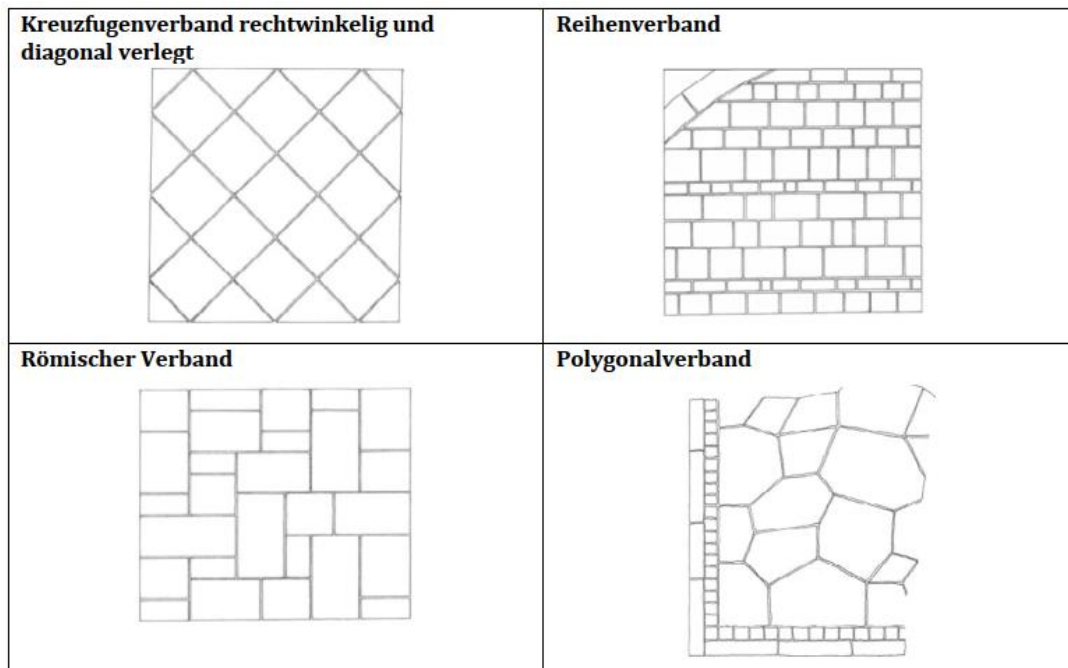 Kreuzfugenverband rechtwinkelig und
diagonal verlegt
Reihenverband
Römischer Verband
Polygonalverband